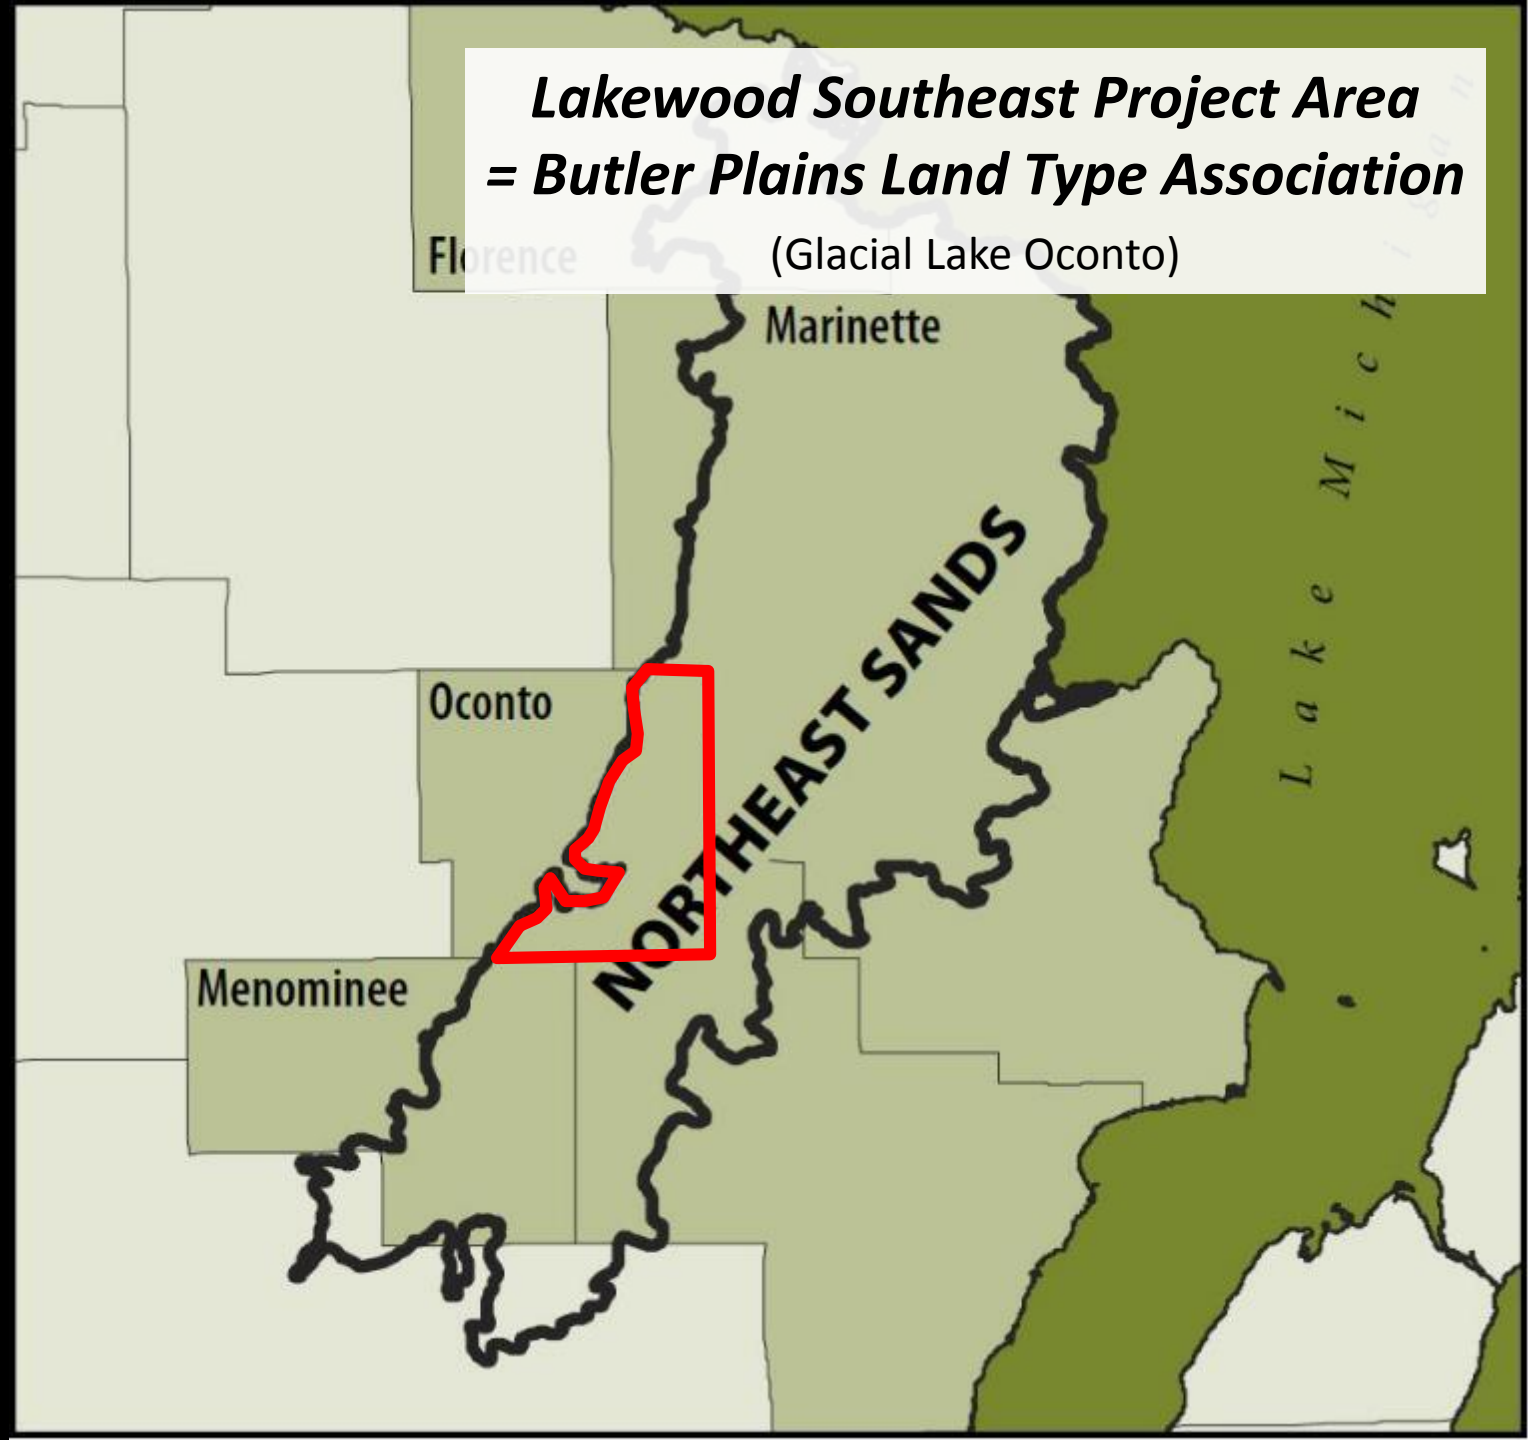 Lakewood Southeast Project Area
= Butler Plains Land Type Association
(Glacial Lake Oconto)
Florence
Marinette
Lake Michigan
NORTHEAST SANDS
Oconto
Menominee